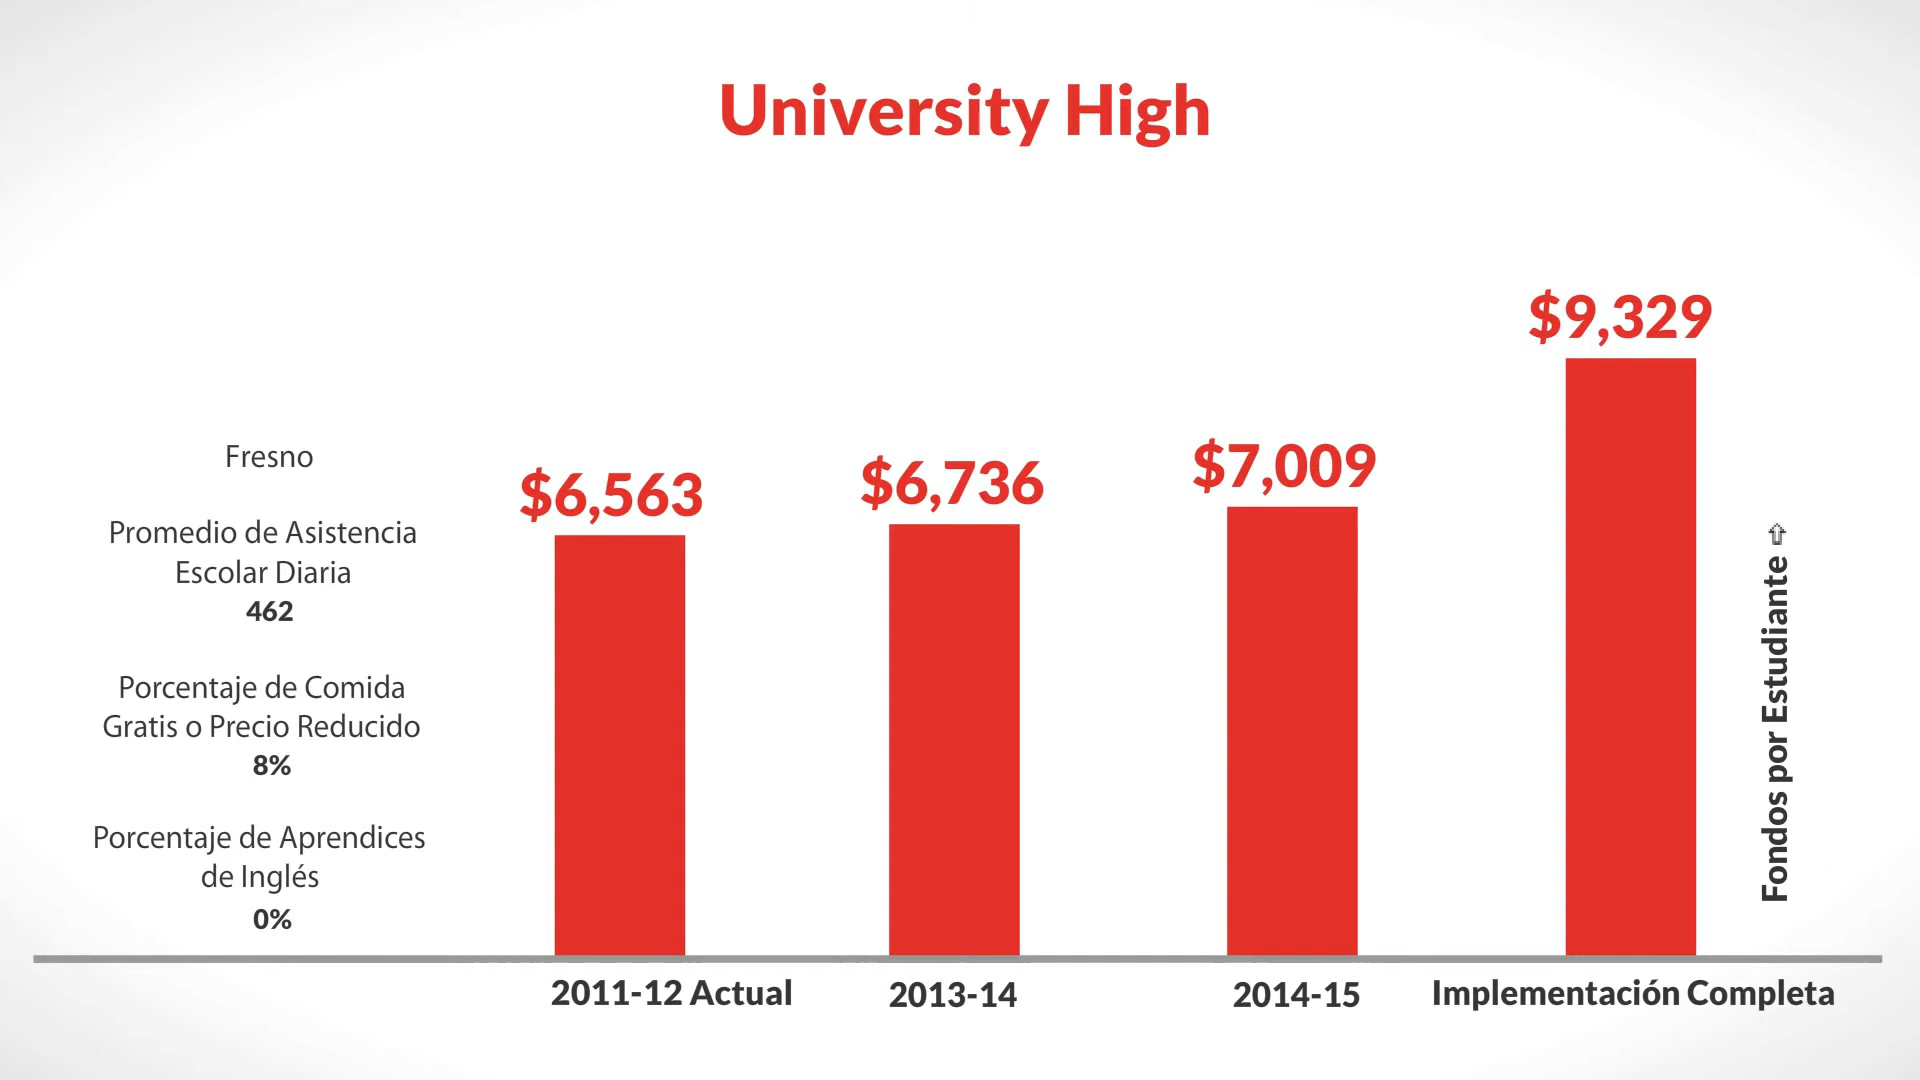 University High
Fresno
Promedio de Asistencia
Escolar Diaria
462
Porcentaje de Comida
Gratis o Precio Reducido
8%
Porcentaje de Aprendices
de Inglés
0%
$6,563
$6,736
$7,009
$9,329
Fondos por Estudiante ⇧
2011-12 Actual
2013-14
2014-15
Implementación Completa